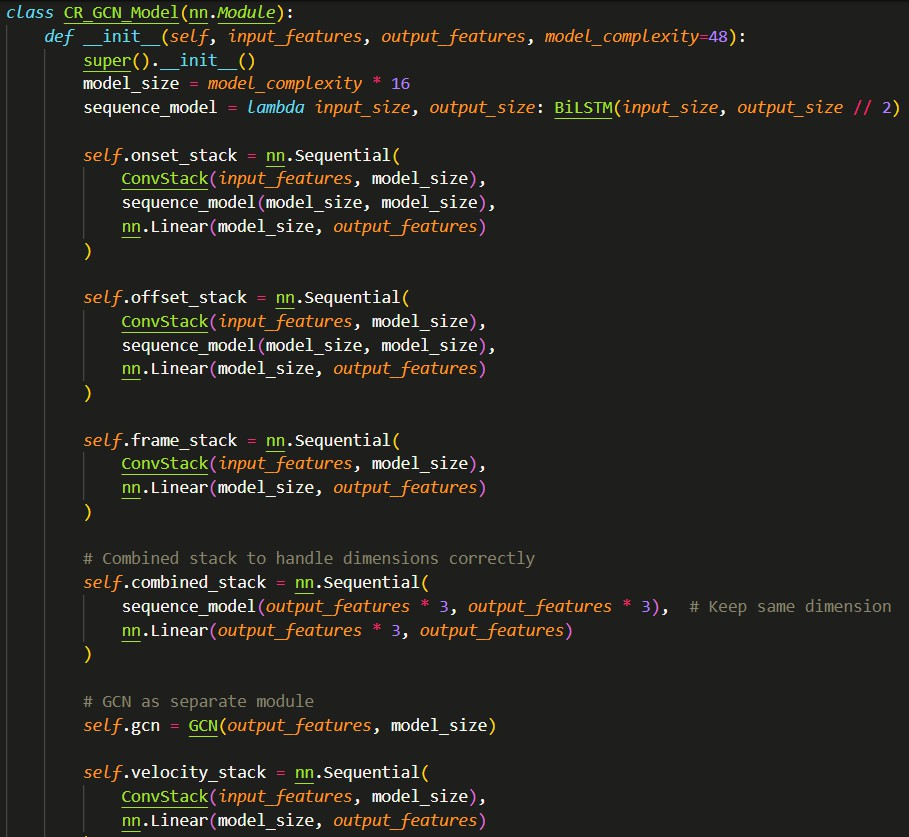 class CR_GCN_Model(nn.Module):
    def __init__(self, input_features, output_features, model_complexity=48):
        super().__init__()
        model_size = model_complexity * 16
        sequence_model = lambda input_size, output_size: BiLSTM(input_size, output_size // 2)

        self.onset_stack = nn.Sequential(
            ConvStack(input_features, model_size),
            sequence_model(model_size, model_size),
            nn.Linear(model_size, output_features)
        )

        self.offset_stack = nn.Sequential(
            ConvStack(input_features, model_size),
            sequence_model(model_size, model_size),
            nn.Linear(model_size, output_features)
        )

        self.frame_stack = nn.Sequential(
            ConvStack(input_features, model_size),
            nn.Linear(model_size, output_features)
        )

        # Combined stack to handle dimensions correctly
        self.combined_stack = nn.Sequential(
            sequence_model(output_features * 3, output_features * 3),  # Keep same dimension
            nn.Linear(output_features * 3, output_features)
        )

        # GCN as separate module
        self.gcn = GCN(output_features, model_size)

        self.velocity_stack = nn.Sequential(
            ConvStack(input_features, model_size),
            nn.Linear(model_size, output_features)